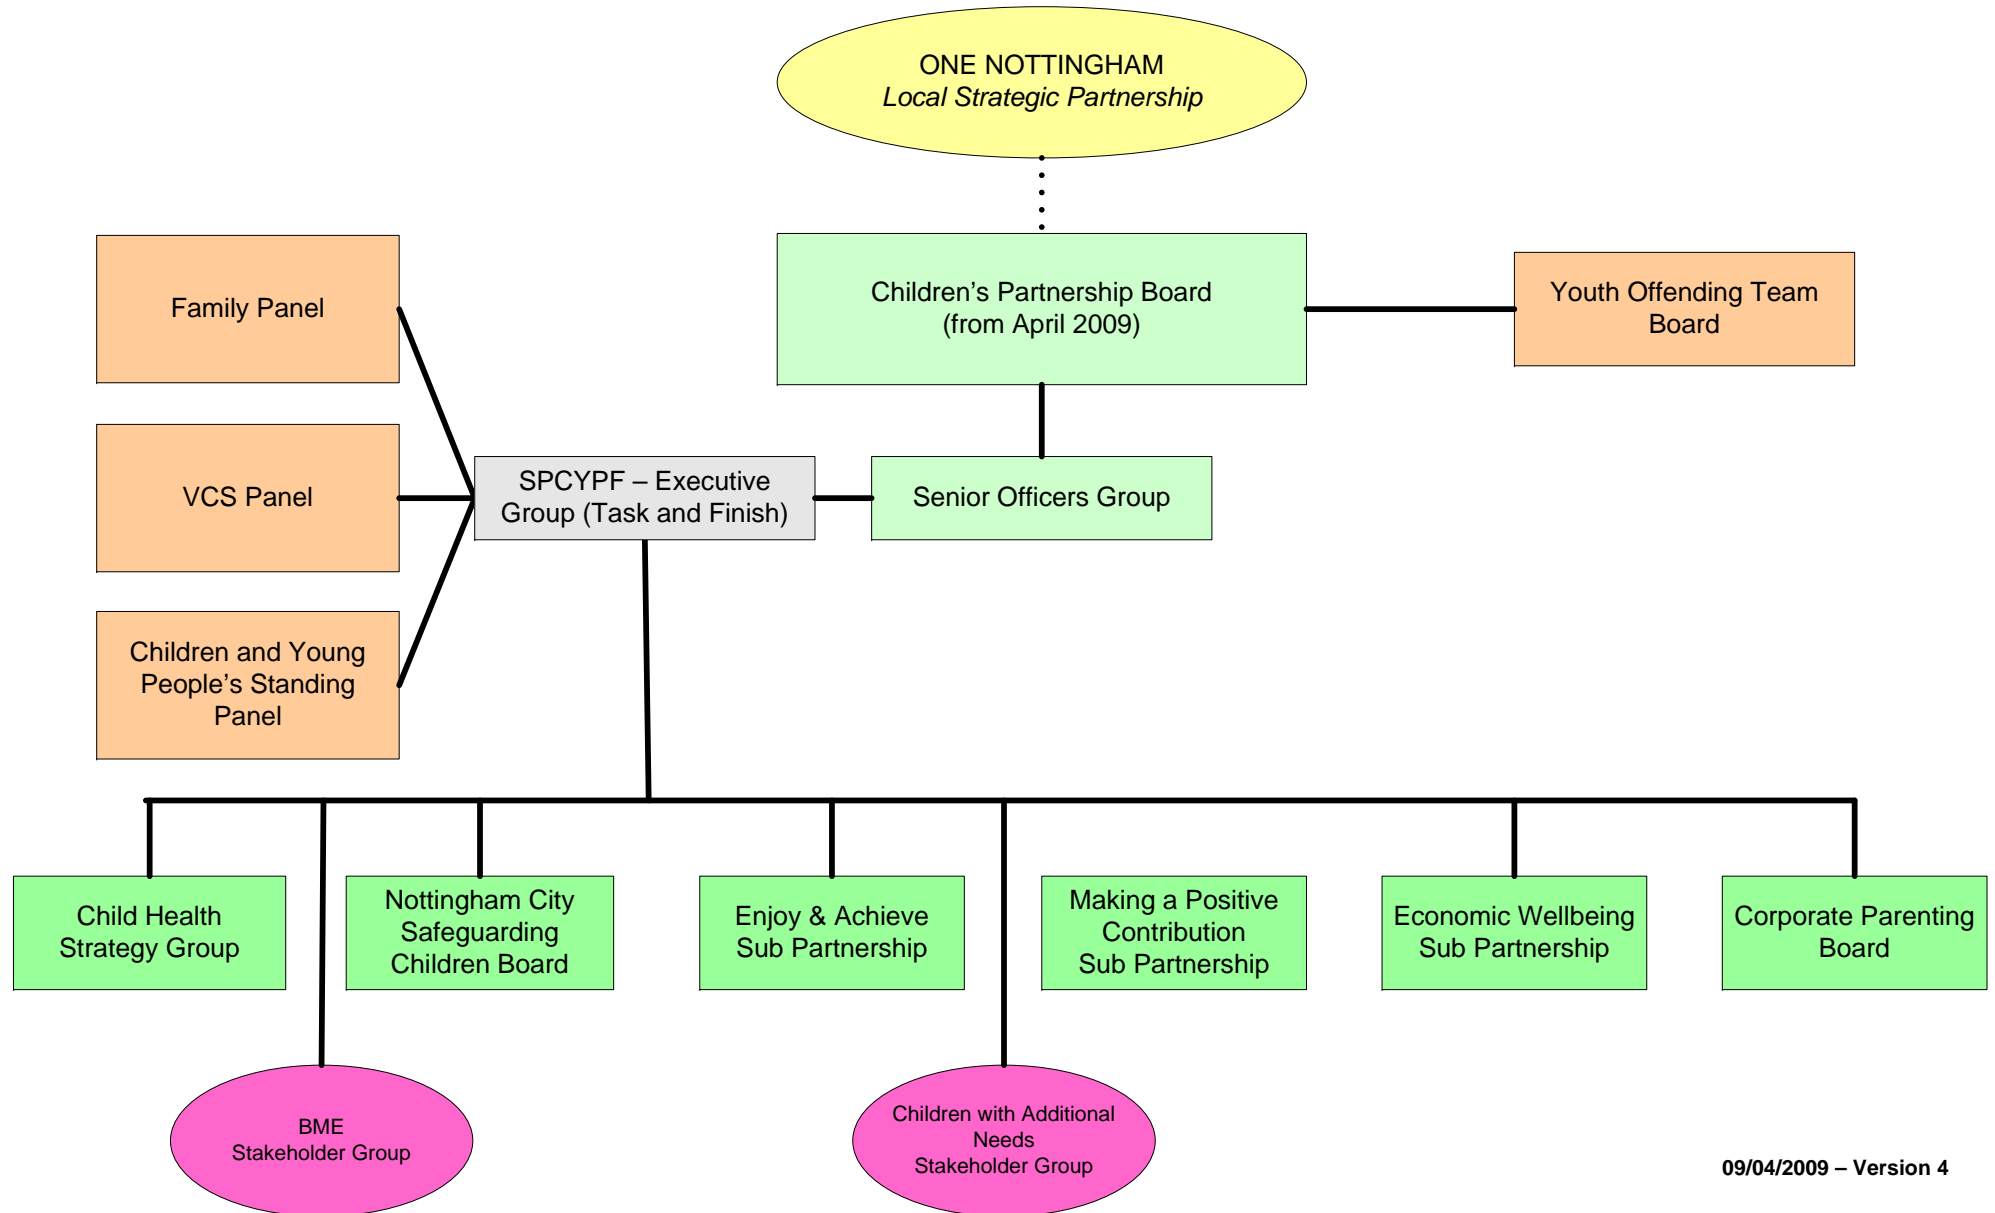 ONE NOTTINGHAM
Local Strategic Partnership
Family Panel
Children’s Partnership Board
(from April 2009)
Youth Offending Team
Board
VCS Panel
SPCYPF – Executive
Group (Task and Finish)
Senior Officers Group
Children and Young
People’s Standing
Panel
Child Health
Strategy Group
Nottingham City
Safeguarding
Children Board
Enjoy & Achieve
Sub Partnership
Making a Positive
Contribution
Sub Partnership
Economic Wellbeing
Sub Partnership
Corporate Parenting
Board
BME
Stakeholder Group
Children with Additional
Needs
Stakeholder Group
09/04/2009 – Version 4